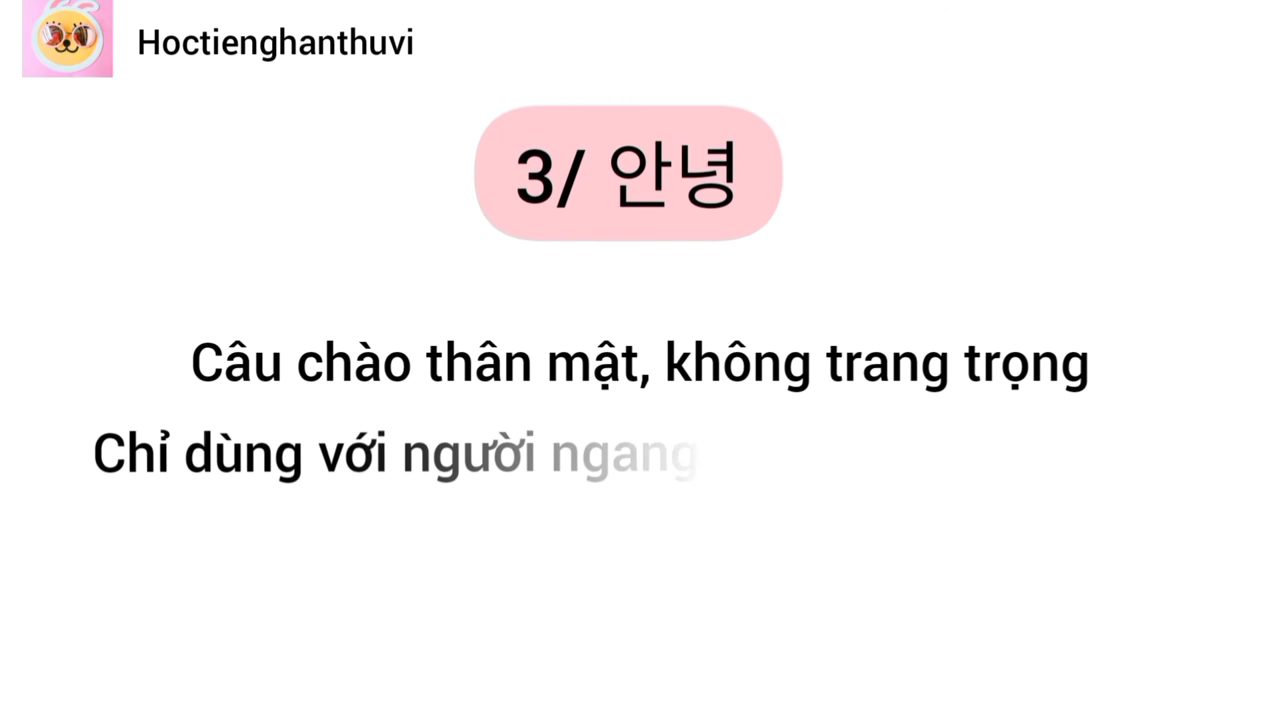 Hoctienghanthuvi
3/ 안녕
Câu chào thân mật, không trang trọng
Chỉ dùng với người ngang